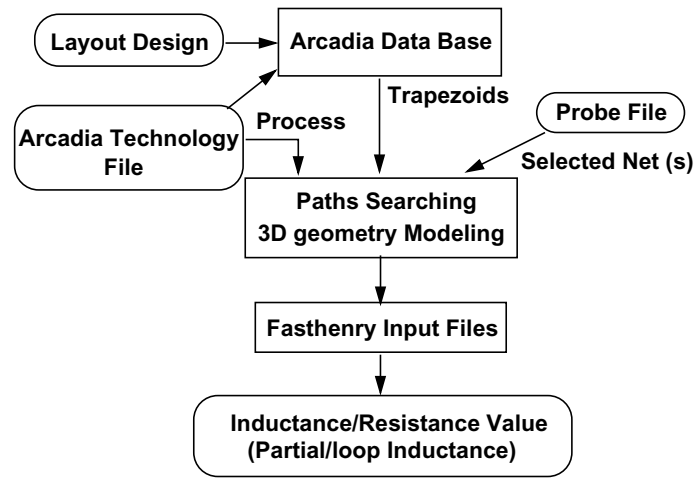 Layout Design
Arcadia Data Base
Trapezoids
Arcadia Technology
File
Process
Probe File
Selected Net (s)
Paths Searching
3D geometry Modeling
Fasthenry Input Files
Inductance/Resistance Value
(Partial/loop Inductance)